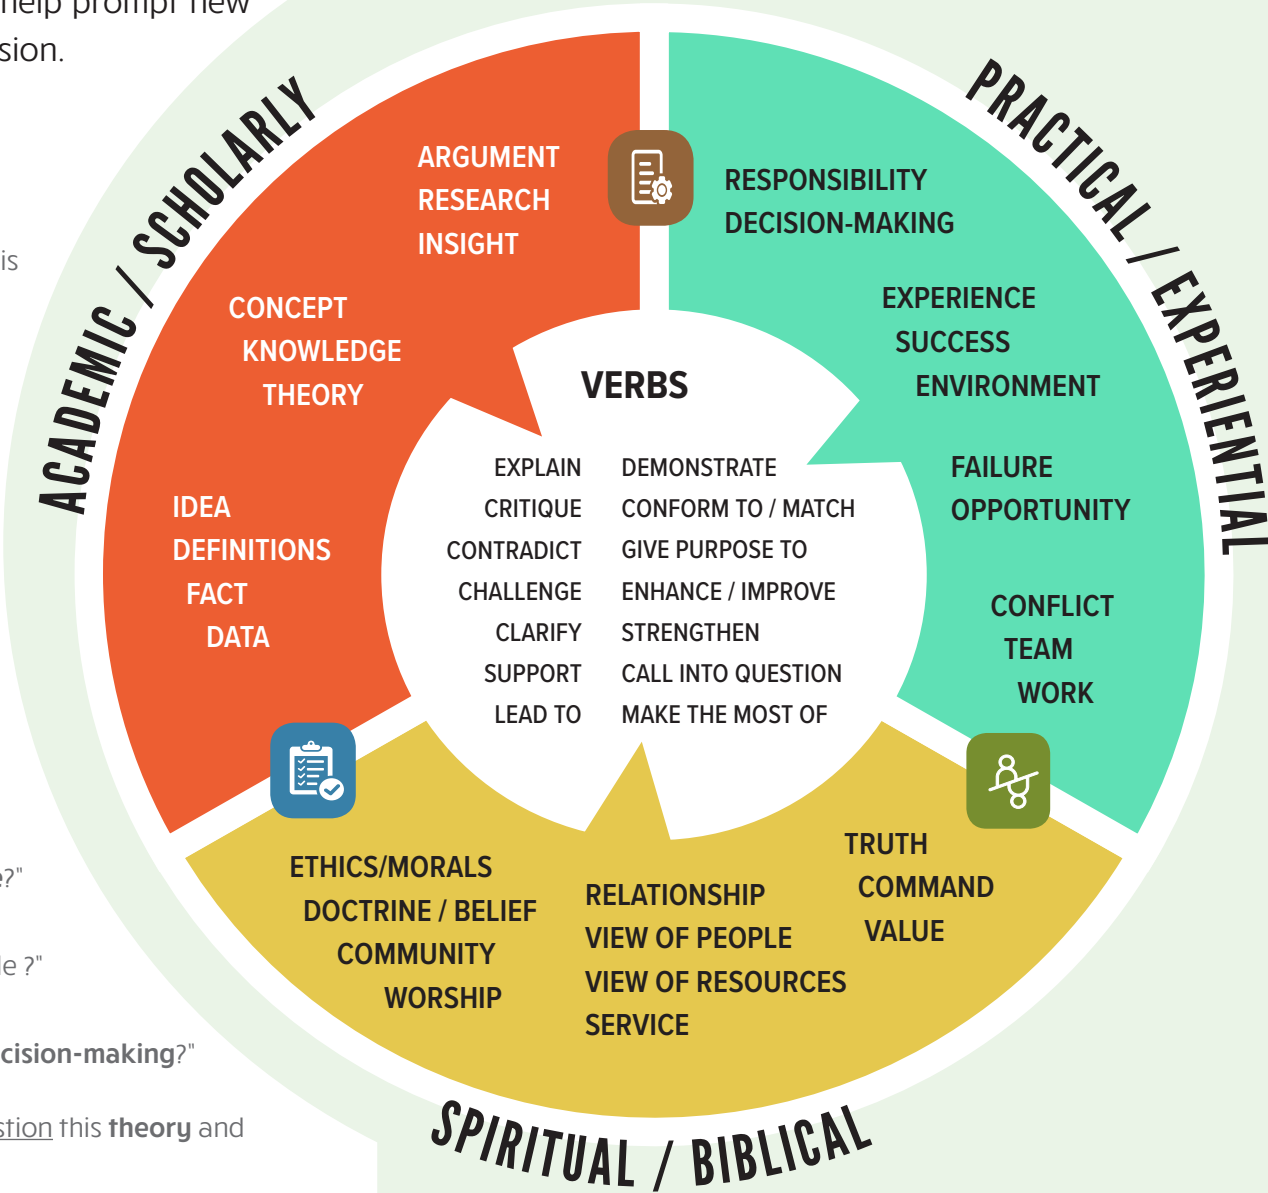 help prompt new
sion.
is
ACADEMIC / SCHOLARLY
ARGUMENT
RESEARCH
INSIGHT
CONCEPT
KNOWLEDGE
THEORY
IDEA
DEFINITIONS
FACT
DATA
PRACTICAL / EXPERIENTIAL
RESPONSIBILITY
DECISION-MAKING
EXPERIENCE
SUCCESS
ENVIRONMENT
FAILURE
OPPORTUNITY
CONFLICT
TEAM
WORK
VERBS
EXPLAIN
CRITIQUE
CONTRADICT
CHALLENGE
CLARIFY
SUPPORT
LEAD TO
DEMONSTRATE
CONFORM TO / MATCH
GIVE PURPOSE TO
ENHANCE / IMPROVE
STRENGTHEN
CALL INTO QUESTION
MAKE THE MOST OF
ETHICS/MORALS
DOCTRINE / BELIEF
COMMUNITY
WORSHIP
RELATIONSHIP
VIEW OF PEOPLE
VIEW OF RESOURCES
SERVICE
TRUTH
COMMAND
VALUE
SPIRITUAL / BIBLICAL
e?"
le ?"
cision-making?"
stion this theory and